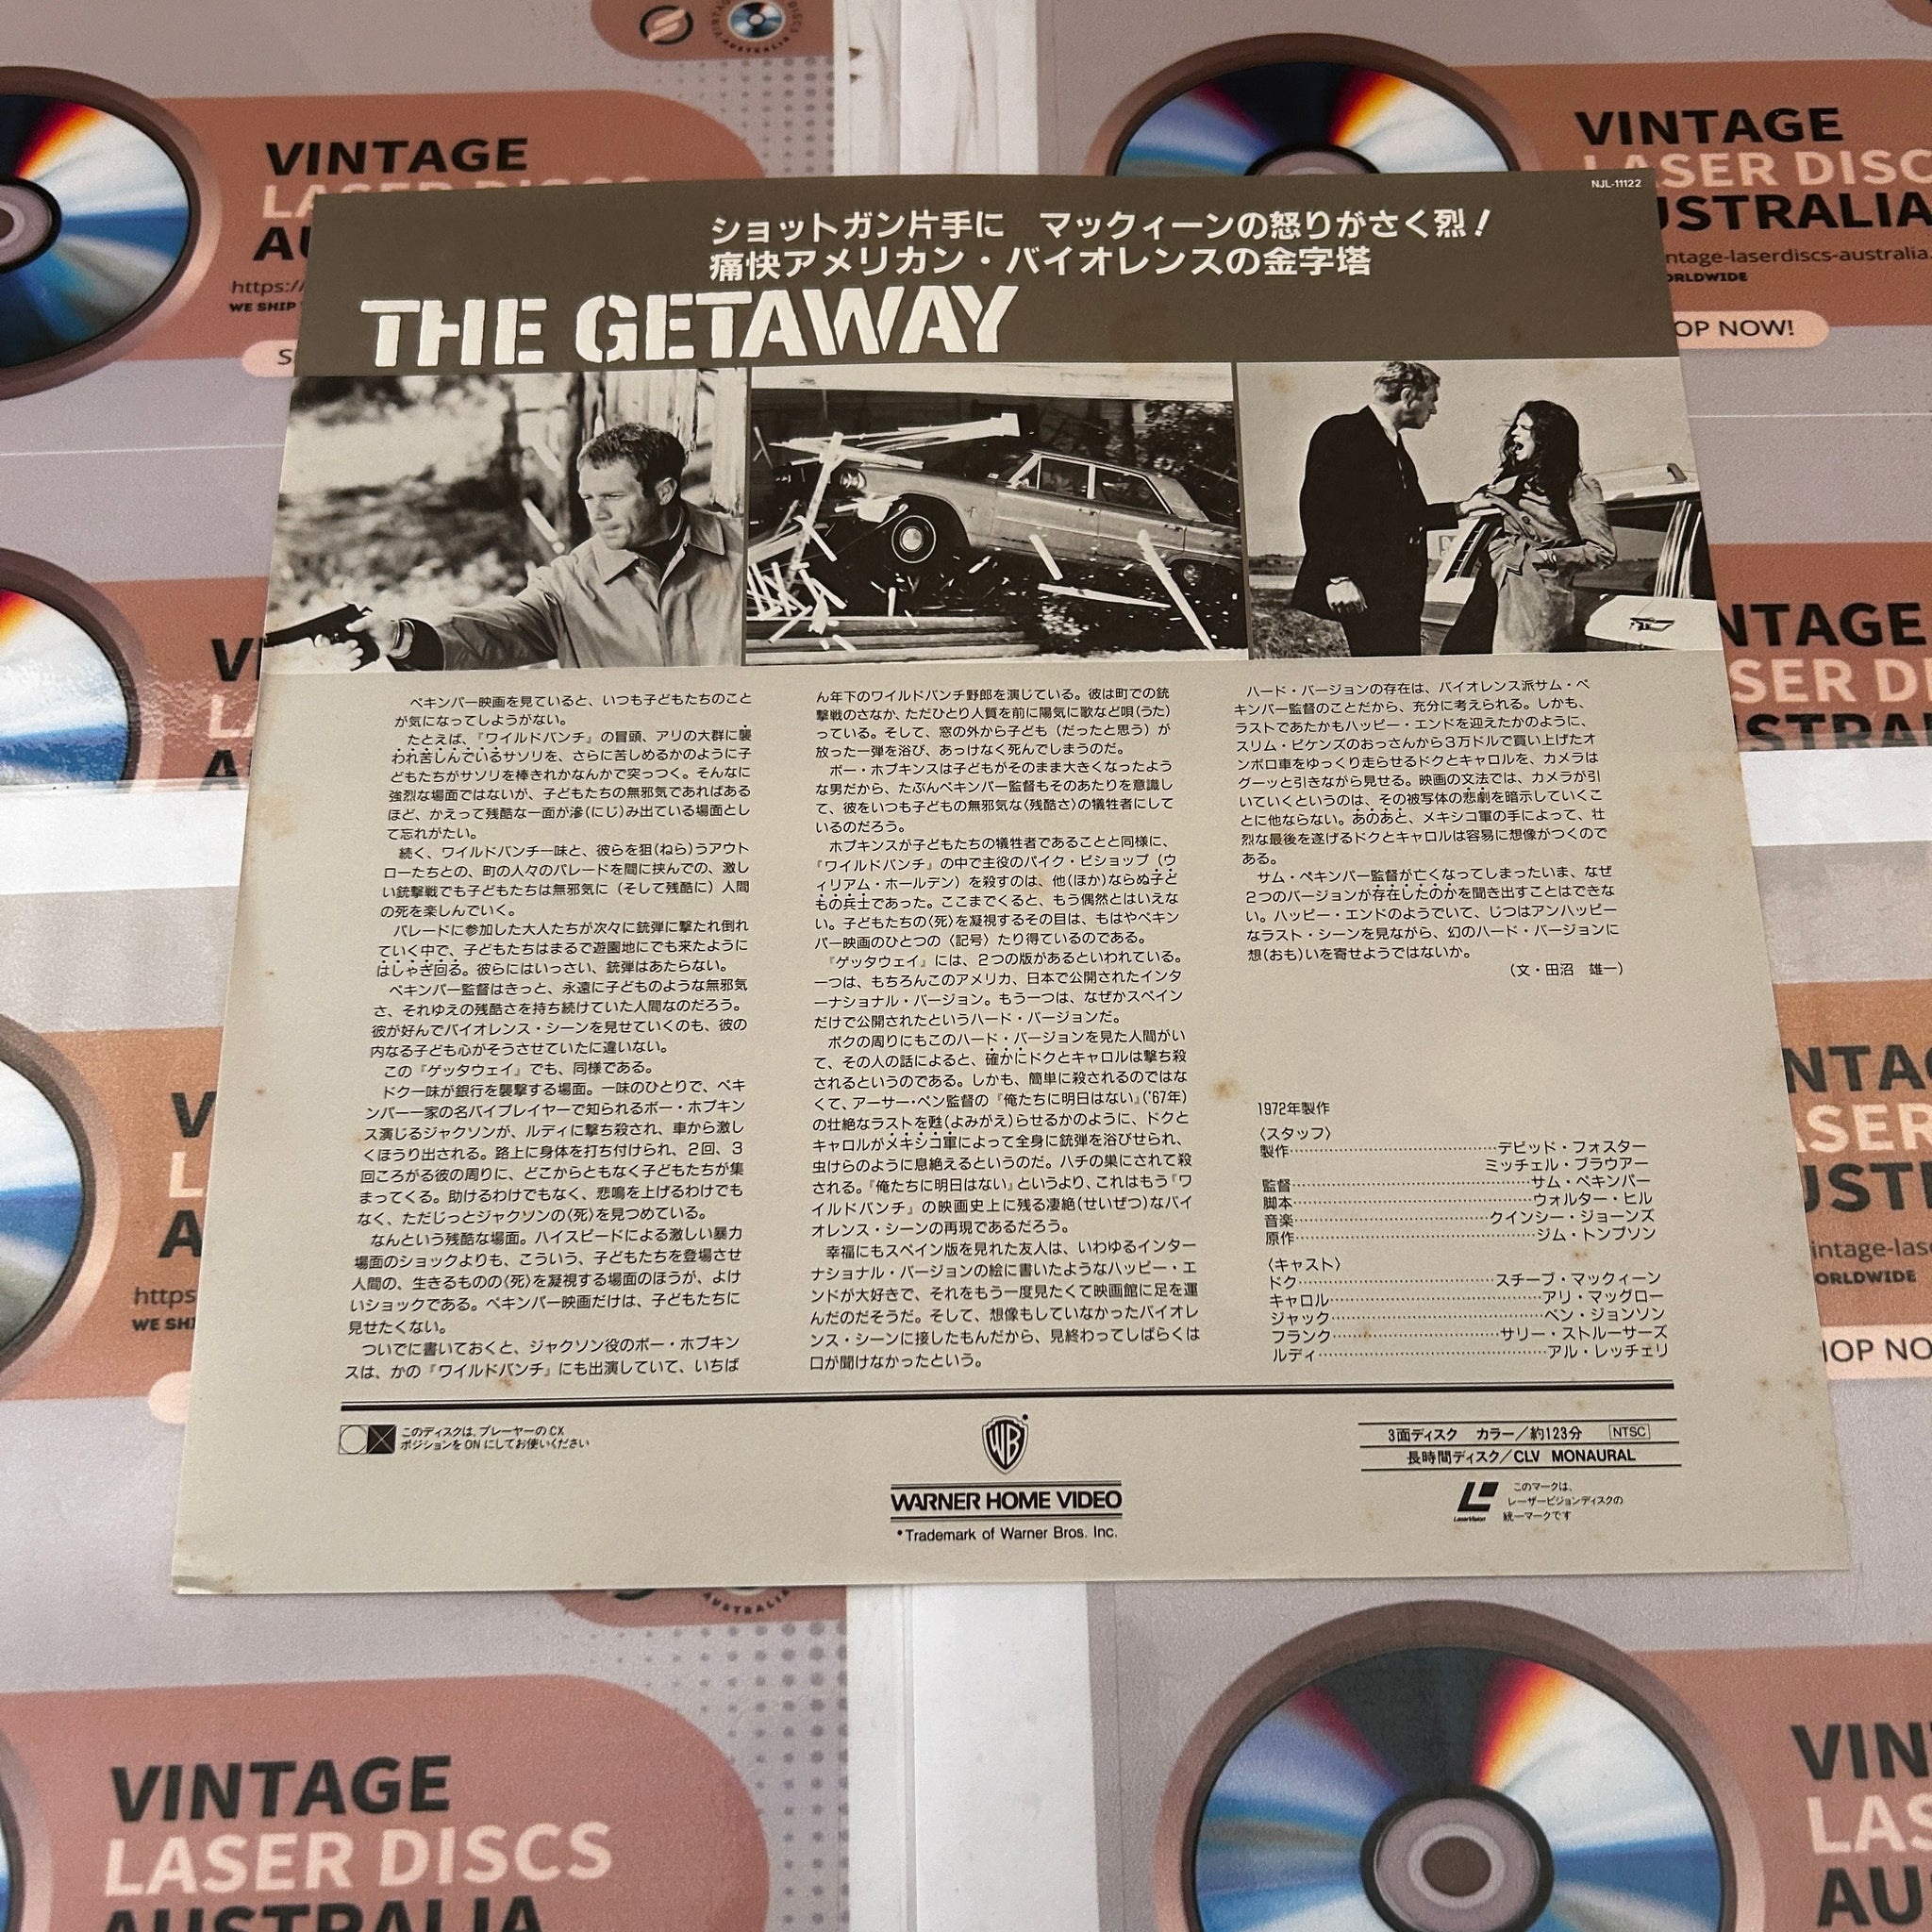 VINTAGE
AUSTRALIA
VINTAGE
LASER DISCS
https://
WE SHIP
VINTAGE
LASER DISC
AUSTRALIA
WORLDWIDE
OP NOW!
NJL-11122
ショットガン片手に　マックィーンの怒りがさく烈！
痛快アメリカン・バイオレンスの金字塔
THE GETAWAY
ペキンパー映画を見ていると、いつも子どもたちのこと
が気になってしようがない。
たとえば、『ワイルドバンチ』の冒頭、アリの大群に襲
われ苦しんでいるサソリを、さらに苦しめるかのように子
どもたちがサソリを棒きれかなんかで突っつく。そんなに
強烈な場面ではないが、子どもたちの無邪気であればある
ほど、かえって残酷な一面が滲(にじ)み出ている場面とし
て忘れがたい。
続く、ワイルドバンチ一味と、彼らを狙(ねら)うアウト
ローたちとの、町の人々のパレードを間に挟んでの、激し
い銃撃戦でも子どもたちは無邪気に（そして残酷に）人間
の死を楽しんでいく。
パレードに参加した大人たちが次々に銃弾に撃たれ倒れ
ていく中で、子どもたちはまるで遊園地にでも来たように
はしゃぎ回る。彼らにはいっさい、銃弾はあたらない。
ペキンパー監督はきっと、永遠に子どものような無邪気
さ、それゆえの残酷さを持ち続けていた人間なのだろう。
彼が好んでバイオレンス・シーンを見せていくのも、彼の
内なる子ども心がそうさせていたに違いない。
この『ゲッタウェイ』でも、同様である。
ドク一味が銀行を襲撃する場面。一味のひとりで、ペキ
ンパー一家の名バイプレイヤーで知られるボー・ホプキン
ス演じるジャクソンが、ルディに撃ち殺され、車から激し
くほうり出される。路上に身体を打ち付けられ、2回、3
回ころがる彼の周りに、どこからともなく子どもたちが集
まってくる。助けるわけでもなく、悲鳴を上げるわけでも
なく、ただじっとジャクソンの〈死〉を見つめている。
なんという残酷な場面。ハイスピードによる激しい暴力
場面のショックよりも、こういう、子どもたちを登場させ
人間の、生きるものの〈死〉を凝視する場面のほうが、よけ
いショックである。ペキンパー映画だけは、子どもたちに
見せたくない。
ついでに書いておくと、ジャクソン役のボー・ホプキン
スは、かの『ワイルドバンチ』にも出演していて、いちば
ん年下のワイルドバンチ野郎を演じている。彼は町での銃
撃戦のさなか、ただひとり人質を前に陽気に歌など唄(うた)
っている。そして、窓の外から子ども（だったと思う）が
放った一弾を浴び、あっけなく死んでしまうのだ。
ボー・ホプキンスは子どもがそのまま大きくなったよう
な男だから、たぶんペキンパー監督もそのあたりを意識し
て、彼をいつも子どもの無邪気な〈残酷さ〉の犠牲者にして
いるのだろう。
ホプキンスが子どもたちの犠牲者であることと同様に、
『ワイルドバンチ』の中で主役のパイク・ビショップ（ウ
ィリアム・ホールデン）を殺すのは、他(ほか)ならぬ子ど
もの兵士であった。ここまでくると、もう偶然とはいえな
い。子どもたちの〈死〉を凝視するその目は、もはやペキン
パー映画のひとつの〈記号〉たり得ているのである。
『ゲッタウェイ』には、2つの版があるといわれている。
一つは、もちろんこのアメリカ、日本で公開されたインタ
ーナショナル・バージョン。もう一つは、なぜかスペイン
だけで公開されたというハード・バージョンだ。
ボクの周りにもこのハード・バージョンを見た人間がい
て、その人の話によると、確かにドクとキャロルは撃ち殺
されるというのである。しかも、簡単に殺されるのではな
くて、アーサー・ペン監督の『俺たちに明日はない』('67年)
の壮絶なラストを甦(よみがえ)らせるかのように、ドクと
キャロルがメキシコ軍によって全身に銃弾を浴びせられ、
虫けらのように息絶えるというのだ。ハチの巣にされて殺
される。『俺たちに明日はない』というより、これはもう『ワ
イルドバンチ』の映画史上に残る凄絶(せいぜつ)なバイ
オレンス・シーンの再現であるだろう。
幸福にもスペイン版を見れた友人は、いわゆるインター
ナショナル・バージョンの絵に書いたようなハッピー・エ
ンドが大好きで、それをもう一度見たくて映画館に足を運
んだのだそうだ。そして、想像もしていなかったバイオレ
ンス・シーンに接したもんだから、見終わってしばらくは
口が聞けなかったという。
ハード・バージョンの存在は、バイオレンス派サム・ペ
キンパー監督のことだから、充分に考えられる。しかも、
ラストであたかもハッピー・エンドを迎えたかのように、
スリム・ピケンズのおっさんから3万ドルで買い上げたオ
ンボロ車をゆっくり走らせるドクとキャロルを、カメラは
グーッと引きながら見せる。映画の文法では、カメラが引
いていくというのは、その被写体の悲劇を暗示していくこ
とに他ならない。あのあと、メキシコ軍の手によって、壮
烈な最後を遂げるドクとキャロルは容易に想像がつくので
ある。
サム・ペキンパー監督が亡くなってしまったいま、なぜ
2つのバージョンが存在したのかを聞き出すことはできな
い。ハッピー・エンドのようでいて、じつはアンハッピー
なラスト・シーンを見ながら、幻のハード・バージョンに
想(おも)いを寄せようではないか。
（文・田沼　雄一）
1972年製作
〈スタッフ〉
製作……デビッド・フォスター
ミッチェル・ブラウアー
監督……サム・ペキンパー
脚本……ウォルター・ヒル
音楽……クインシー・ジョーンズ
原作……ジム・トンプソン
〈キャスト〉
ドク……スチーブ・マックィーン
キャロル……アリ・マッグロー
ジャック……ベン・ジョンソン
フランク……サリー・ストルーサーズ
ルディ……アル・レッチェリ
このディスクは、プレーヤーのCX
ポジションをONにしてお使いください
WARNER HOME VIDEO
*Trademark of Warner Bros. Inc.
3面ディスク　カラー／約123分　NTSC
長時間ディスク／CLV　MONAURAL
LaserVision
このマークは、
レーザービジョンディスクの
統一マークです
AUSTRALIA
VINTAGE
LASER DISCS
AUSTRALIA